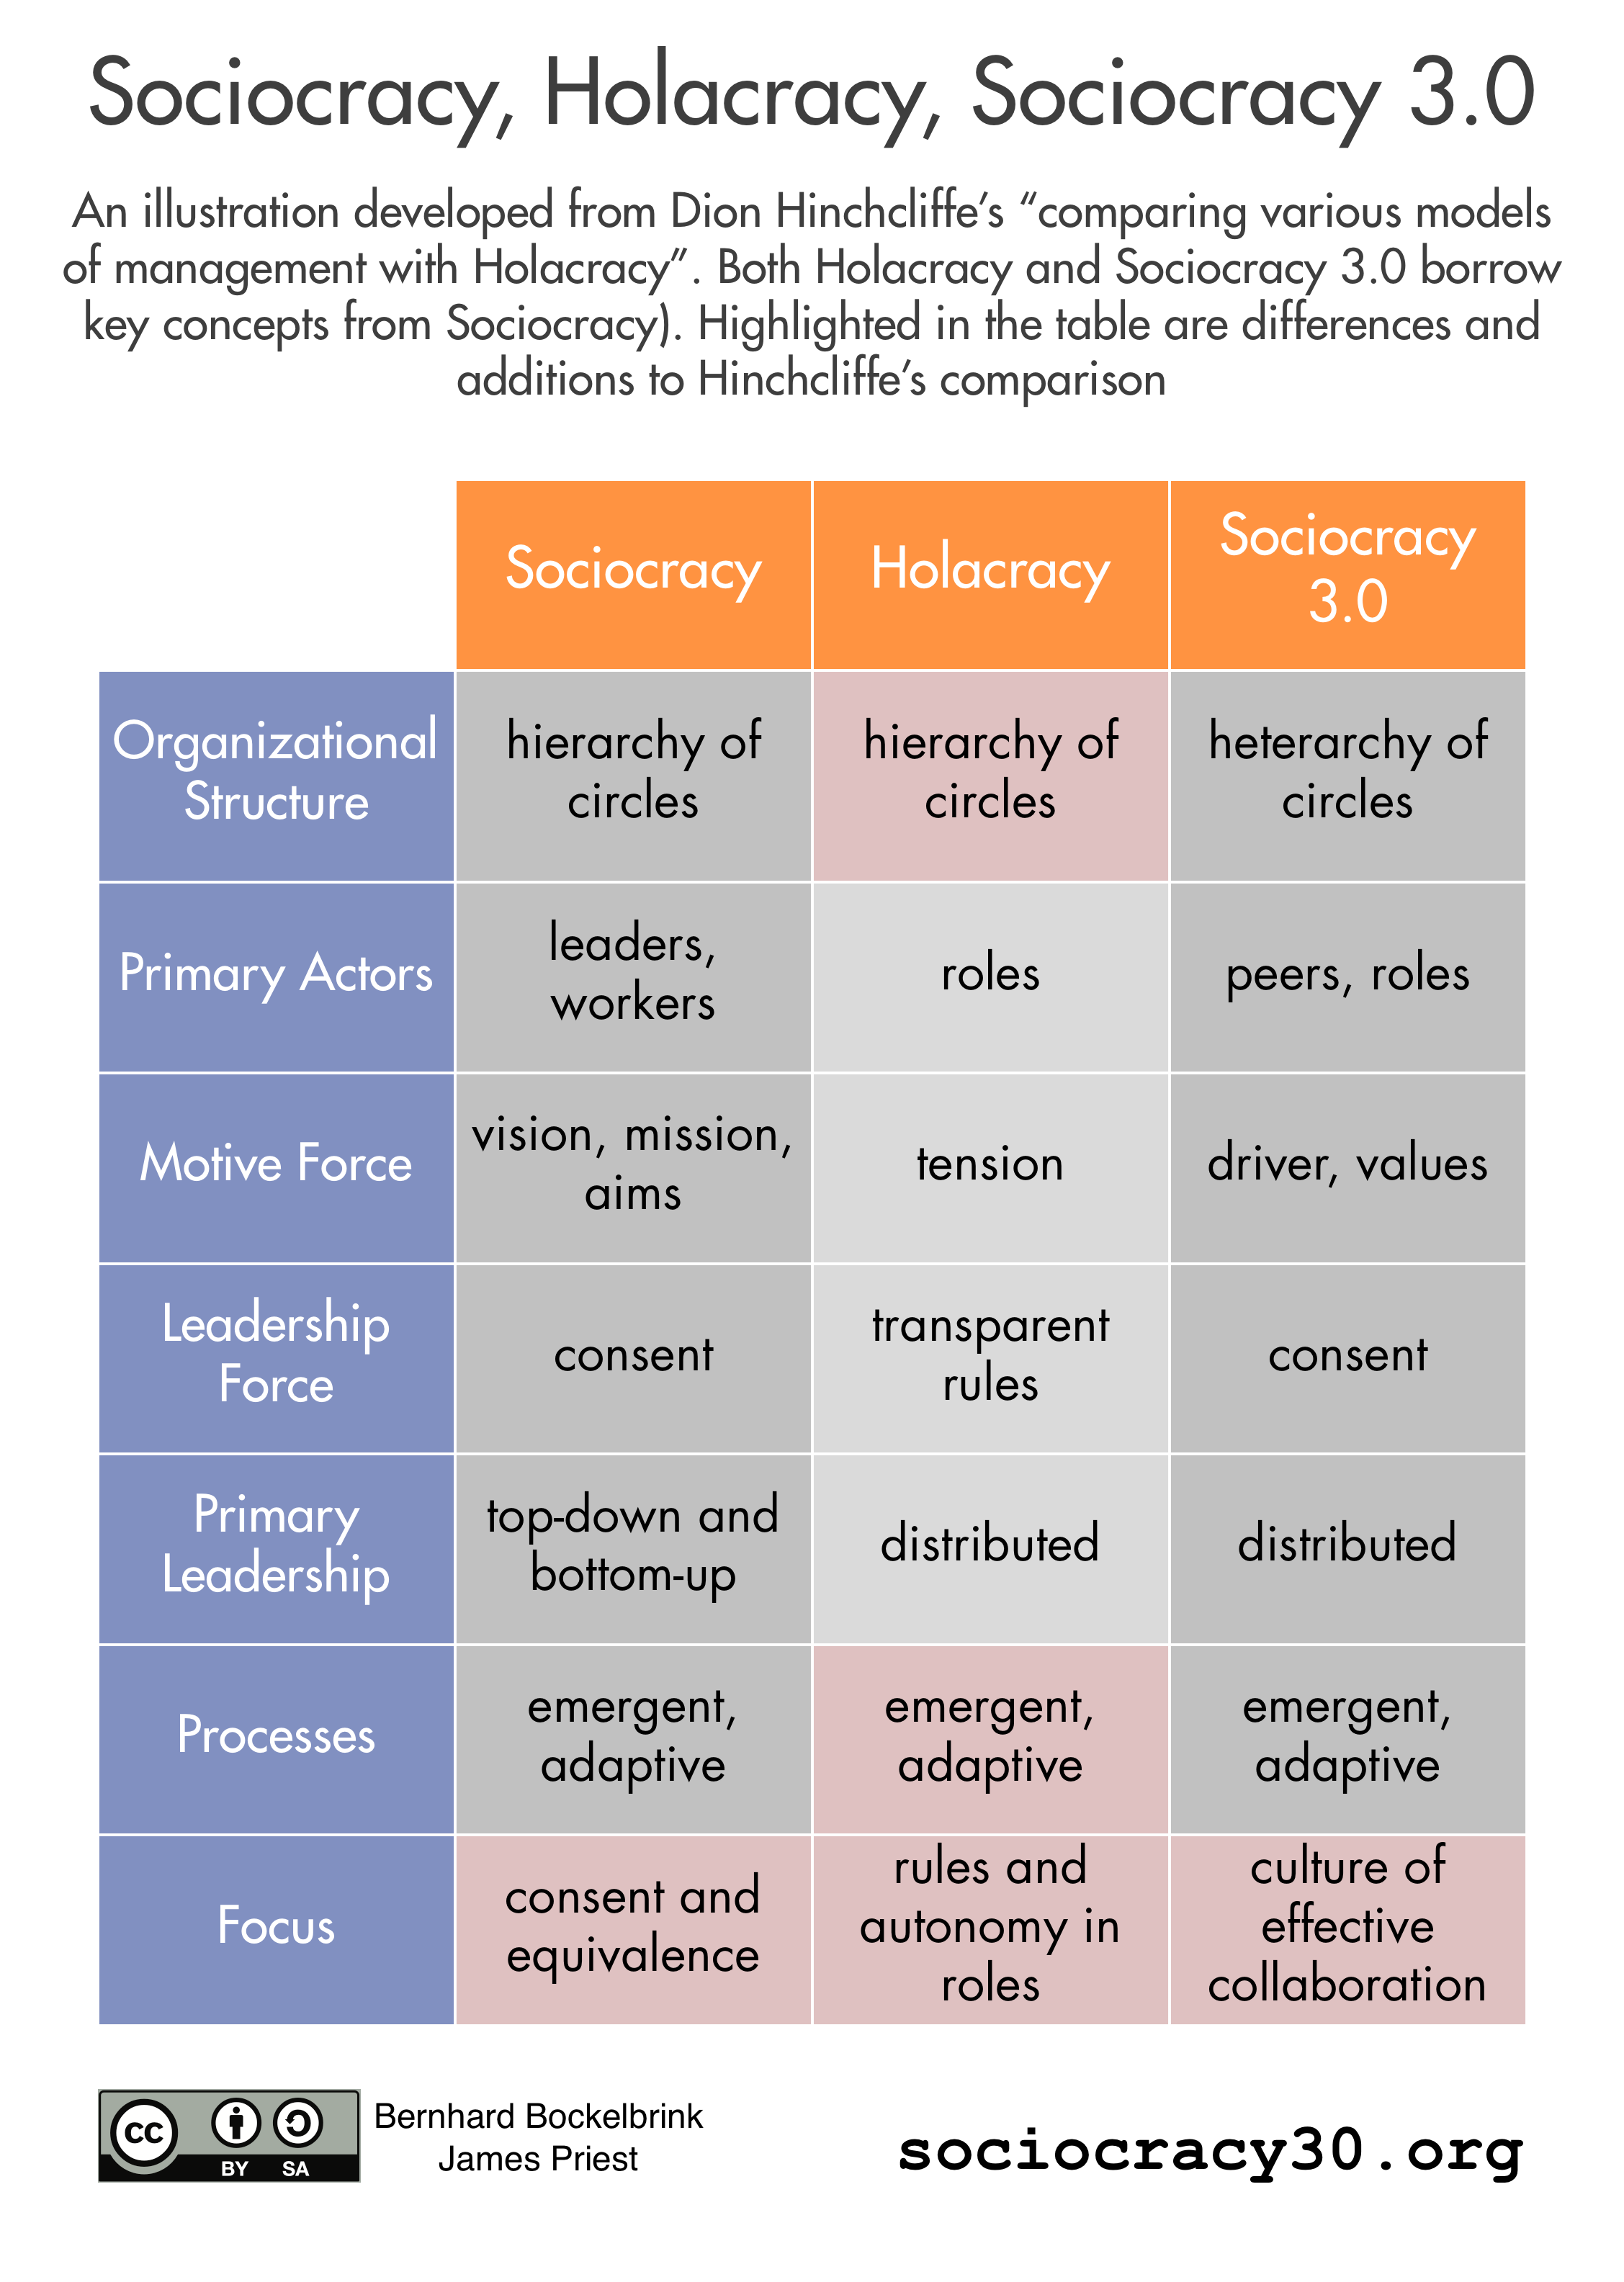 Sociocracy, Holacracy, Sociocracy 3.0
An illustration developed from Dion Hinchcliffe’s “comparing various models
of management with Holacracy”. Both Holacracy and Sociocracy 3.0 borrow
key concepts from Sociocracy). Highlighted in the table are differences and
additions to Hinchcliffe’s comparison
Sociocracy
Holacracy
Sociocracy
3.0
Organizational
Structure
hierarchy of
circles
hierarchy of
circles
heterarchy of
circles
Primary Actors
leaders,
workers
roles
peers, roles
Motive Force
vision, mission,
aims
tension
driver, values
Leadership
Force
consent
transparent
rules
consent
Primary
Leadership
top-down and
bottom-up
distributed
distributed
Processes
emergent,
adaptive
emergent,
adaptive
emergent,
adaptive
Focus
consent and
equivalence
rules and
autonomy in
roles
culture of
effective
collaboration
cc
BY SA
Bernhard Bockelbrink
James Priest
sociocracy30.org